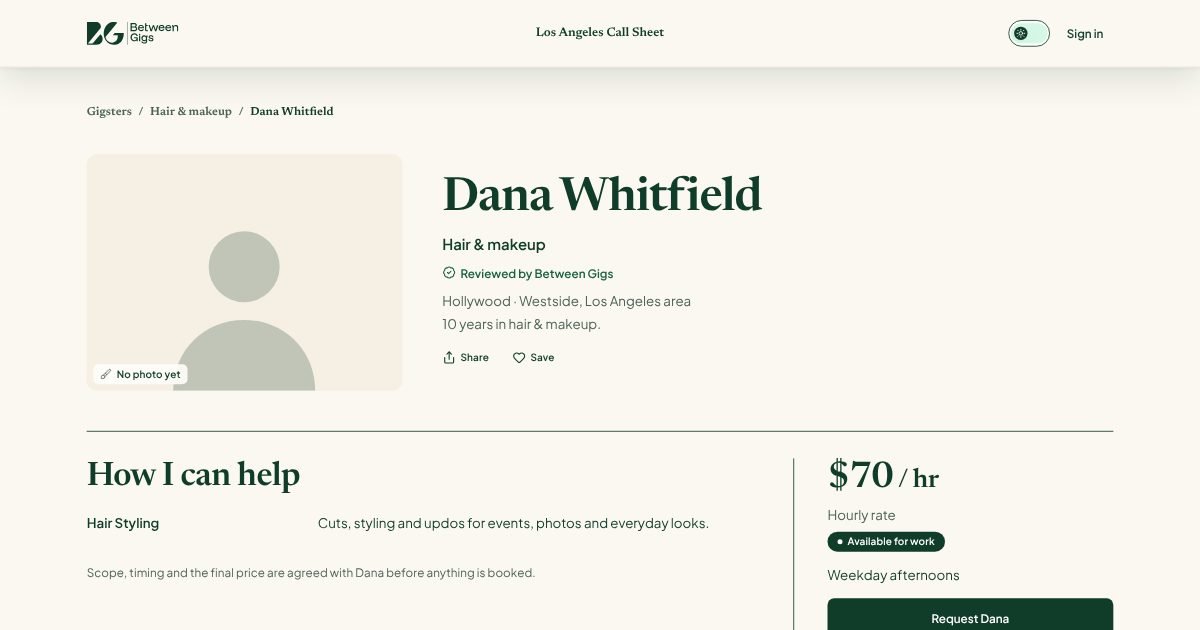 Between
Gigs
Los Angeles Call Sheet
Sign in
Gigsters / Hair & makeup / Dana Whitfield
No photo yet
Dana Whitfield
Hair & makeup
Reviewed by Between Gigs
Hollywood · Westside, Los Angeles area
10 years in hair & makeup.
Share
Save
How I can help
Hair Styling
Cuts, styling and updos for events, photos and everyday looks.
Scope, timing and the final price are agreed with Dana before anything is booked.
$70 / hr
Hourly rate
Available for work
Weekday afternoons
Request Dana